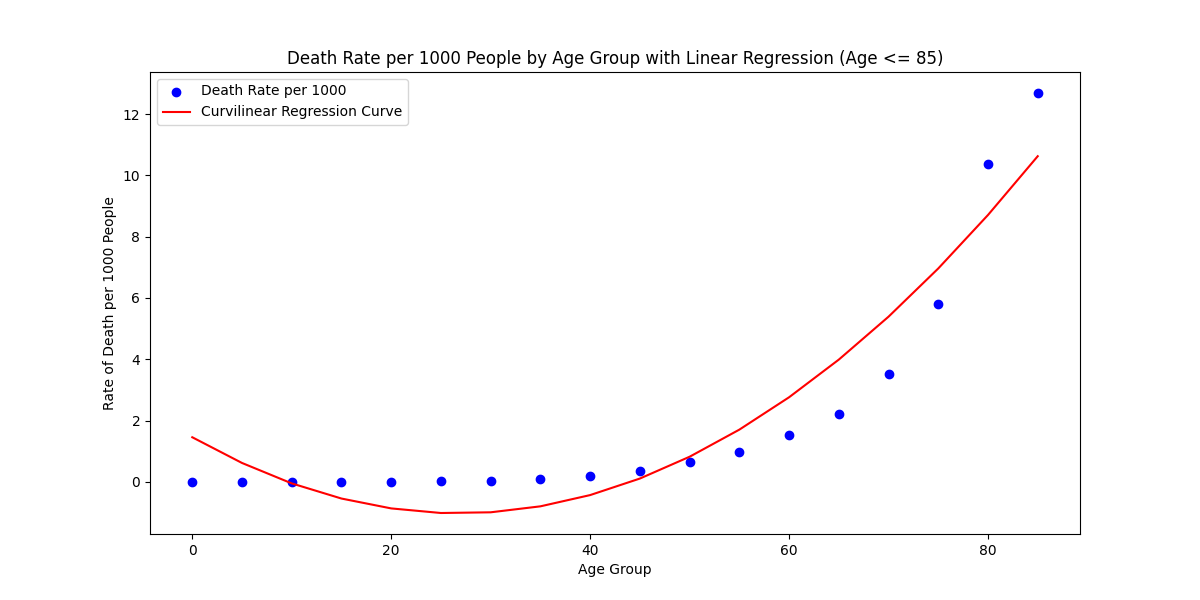 Death Rate per 1000 People by Age Group with Linear Regression (Age <= 85)
Death Rate per 1000
Curvilinear Regression Curve
Rate of Death per 1000 People
12
10
8
6
4
2
0
0 20 40 60 80
Age Group